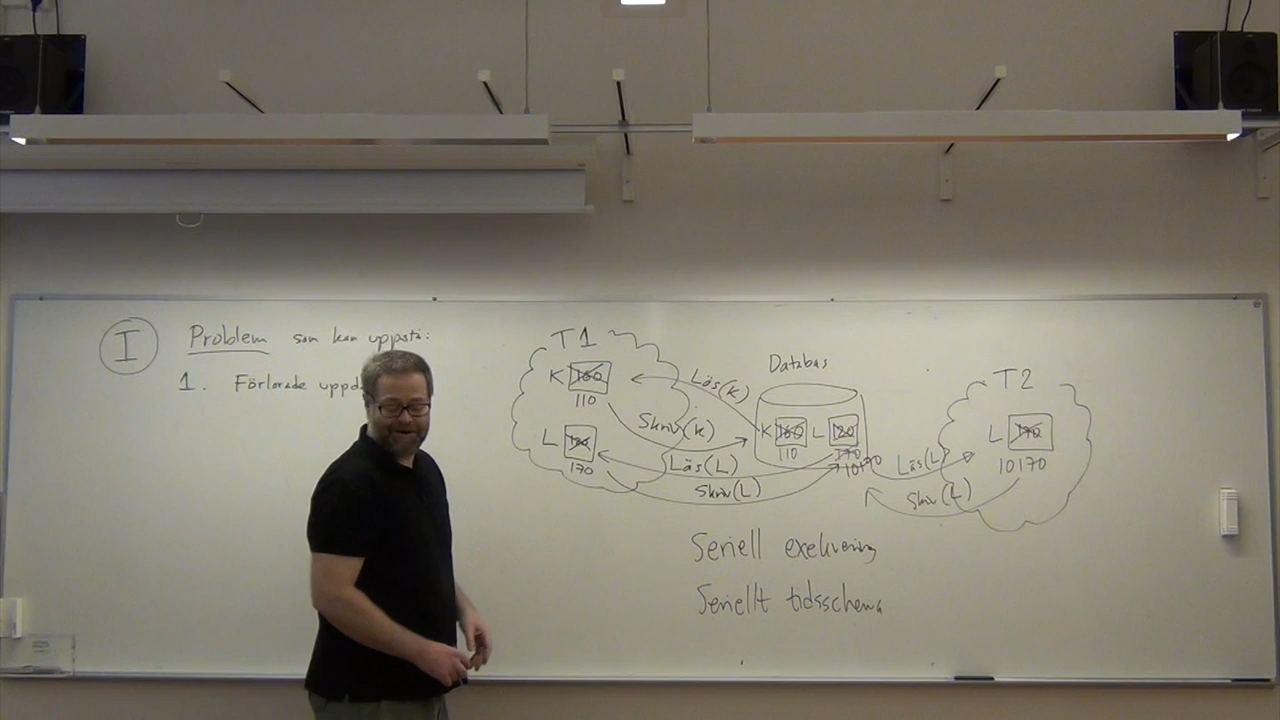 I
Problem som kan uppstå:
1. Förlorade uppd
T1
K 160
110
L 120
170
Databas
Läs(K)
Skriv(K)
Läs(L)
Skriv(L)
K 160 L 120
110 170
10170
T2
L 170
10170
Läs(L)
Skriv(L)
Seriell exekvering
Seriellt tidsschema